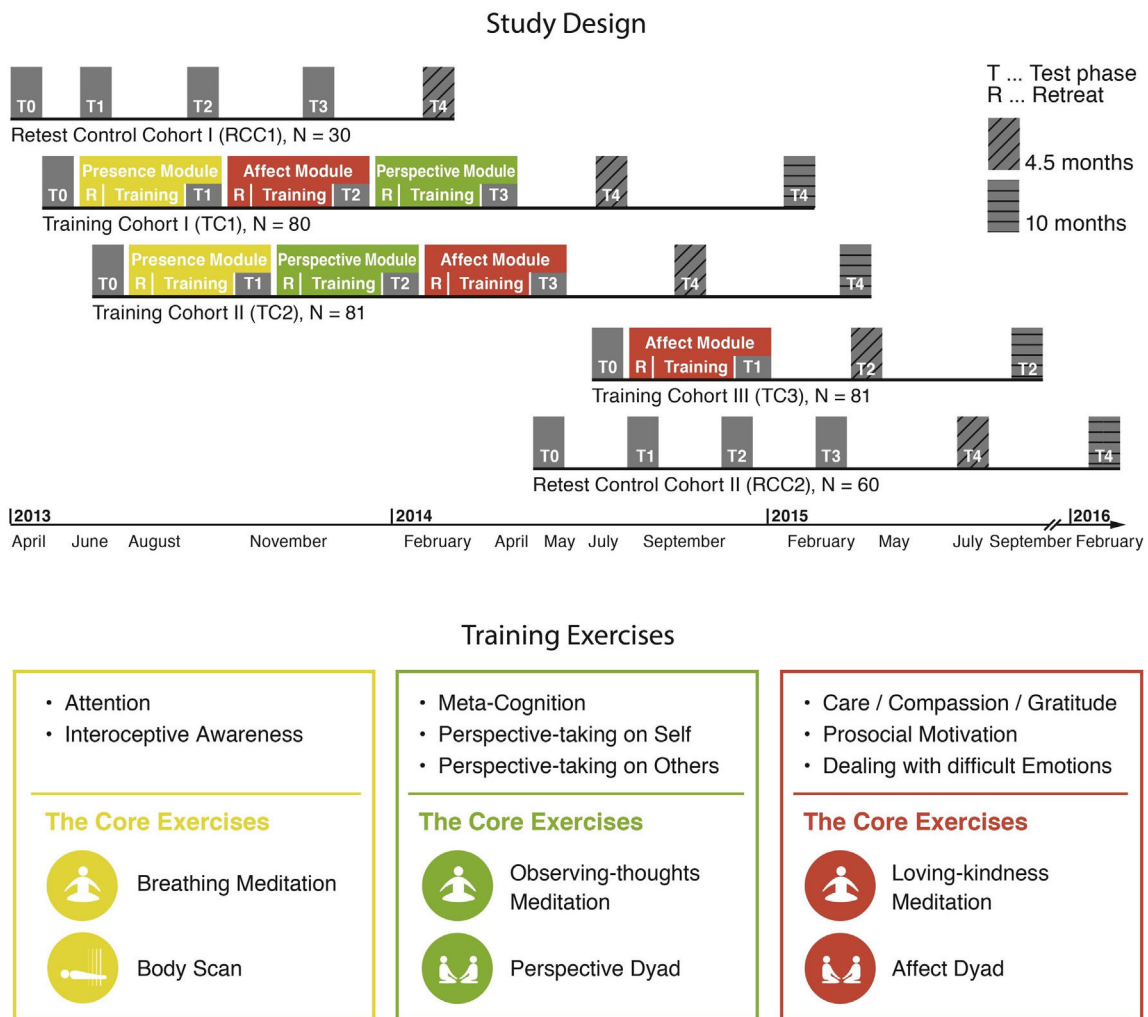 Study Design
T ... Test phase
R ... Retreat
4.5 months
10 months
T0 T1 T2 T3 T4
Retest Control Cohort I (RCC1), N = 30
Presence Module Affect Module Perspective Module
T0 R Training T1 R Training T2 R Training T3 T4 T4
Training Cohort I (TC1), N = 80
Presence Module Perspective Module Affect Module
T0 R Training T1 R Training T2 R Training T3 T4 T4
Training Cohort II (TC2), N = 81
Affect Module
T0 R Training T1 T2 T2
Training Cohort III (TC3), N = 81
T0 T1 T2 T3 T4 T4
Retest Control Cohort II (RCC2), N = 60
2013 2014 2015 2016
April June August November February April May July September February May July September February
Training Exercises
• Attention
• Interoceptive Awareness
The Core Exercises
Breathing Meditation
Body Scan
• Meta-Cognition
• Perspective-taking on Self
• Perspective-taking on Others
The Core Exercises
Observing-thoughts
Meditation
Perspective Dyad
• Care / Compassion / Gratitude
• Prosocial Motivation
• Dealing with difficult Emotions
The Core Exercises
Loving-kindness
Meditation
Affect Dyad